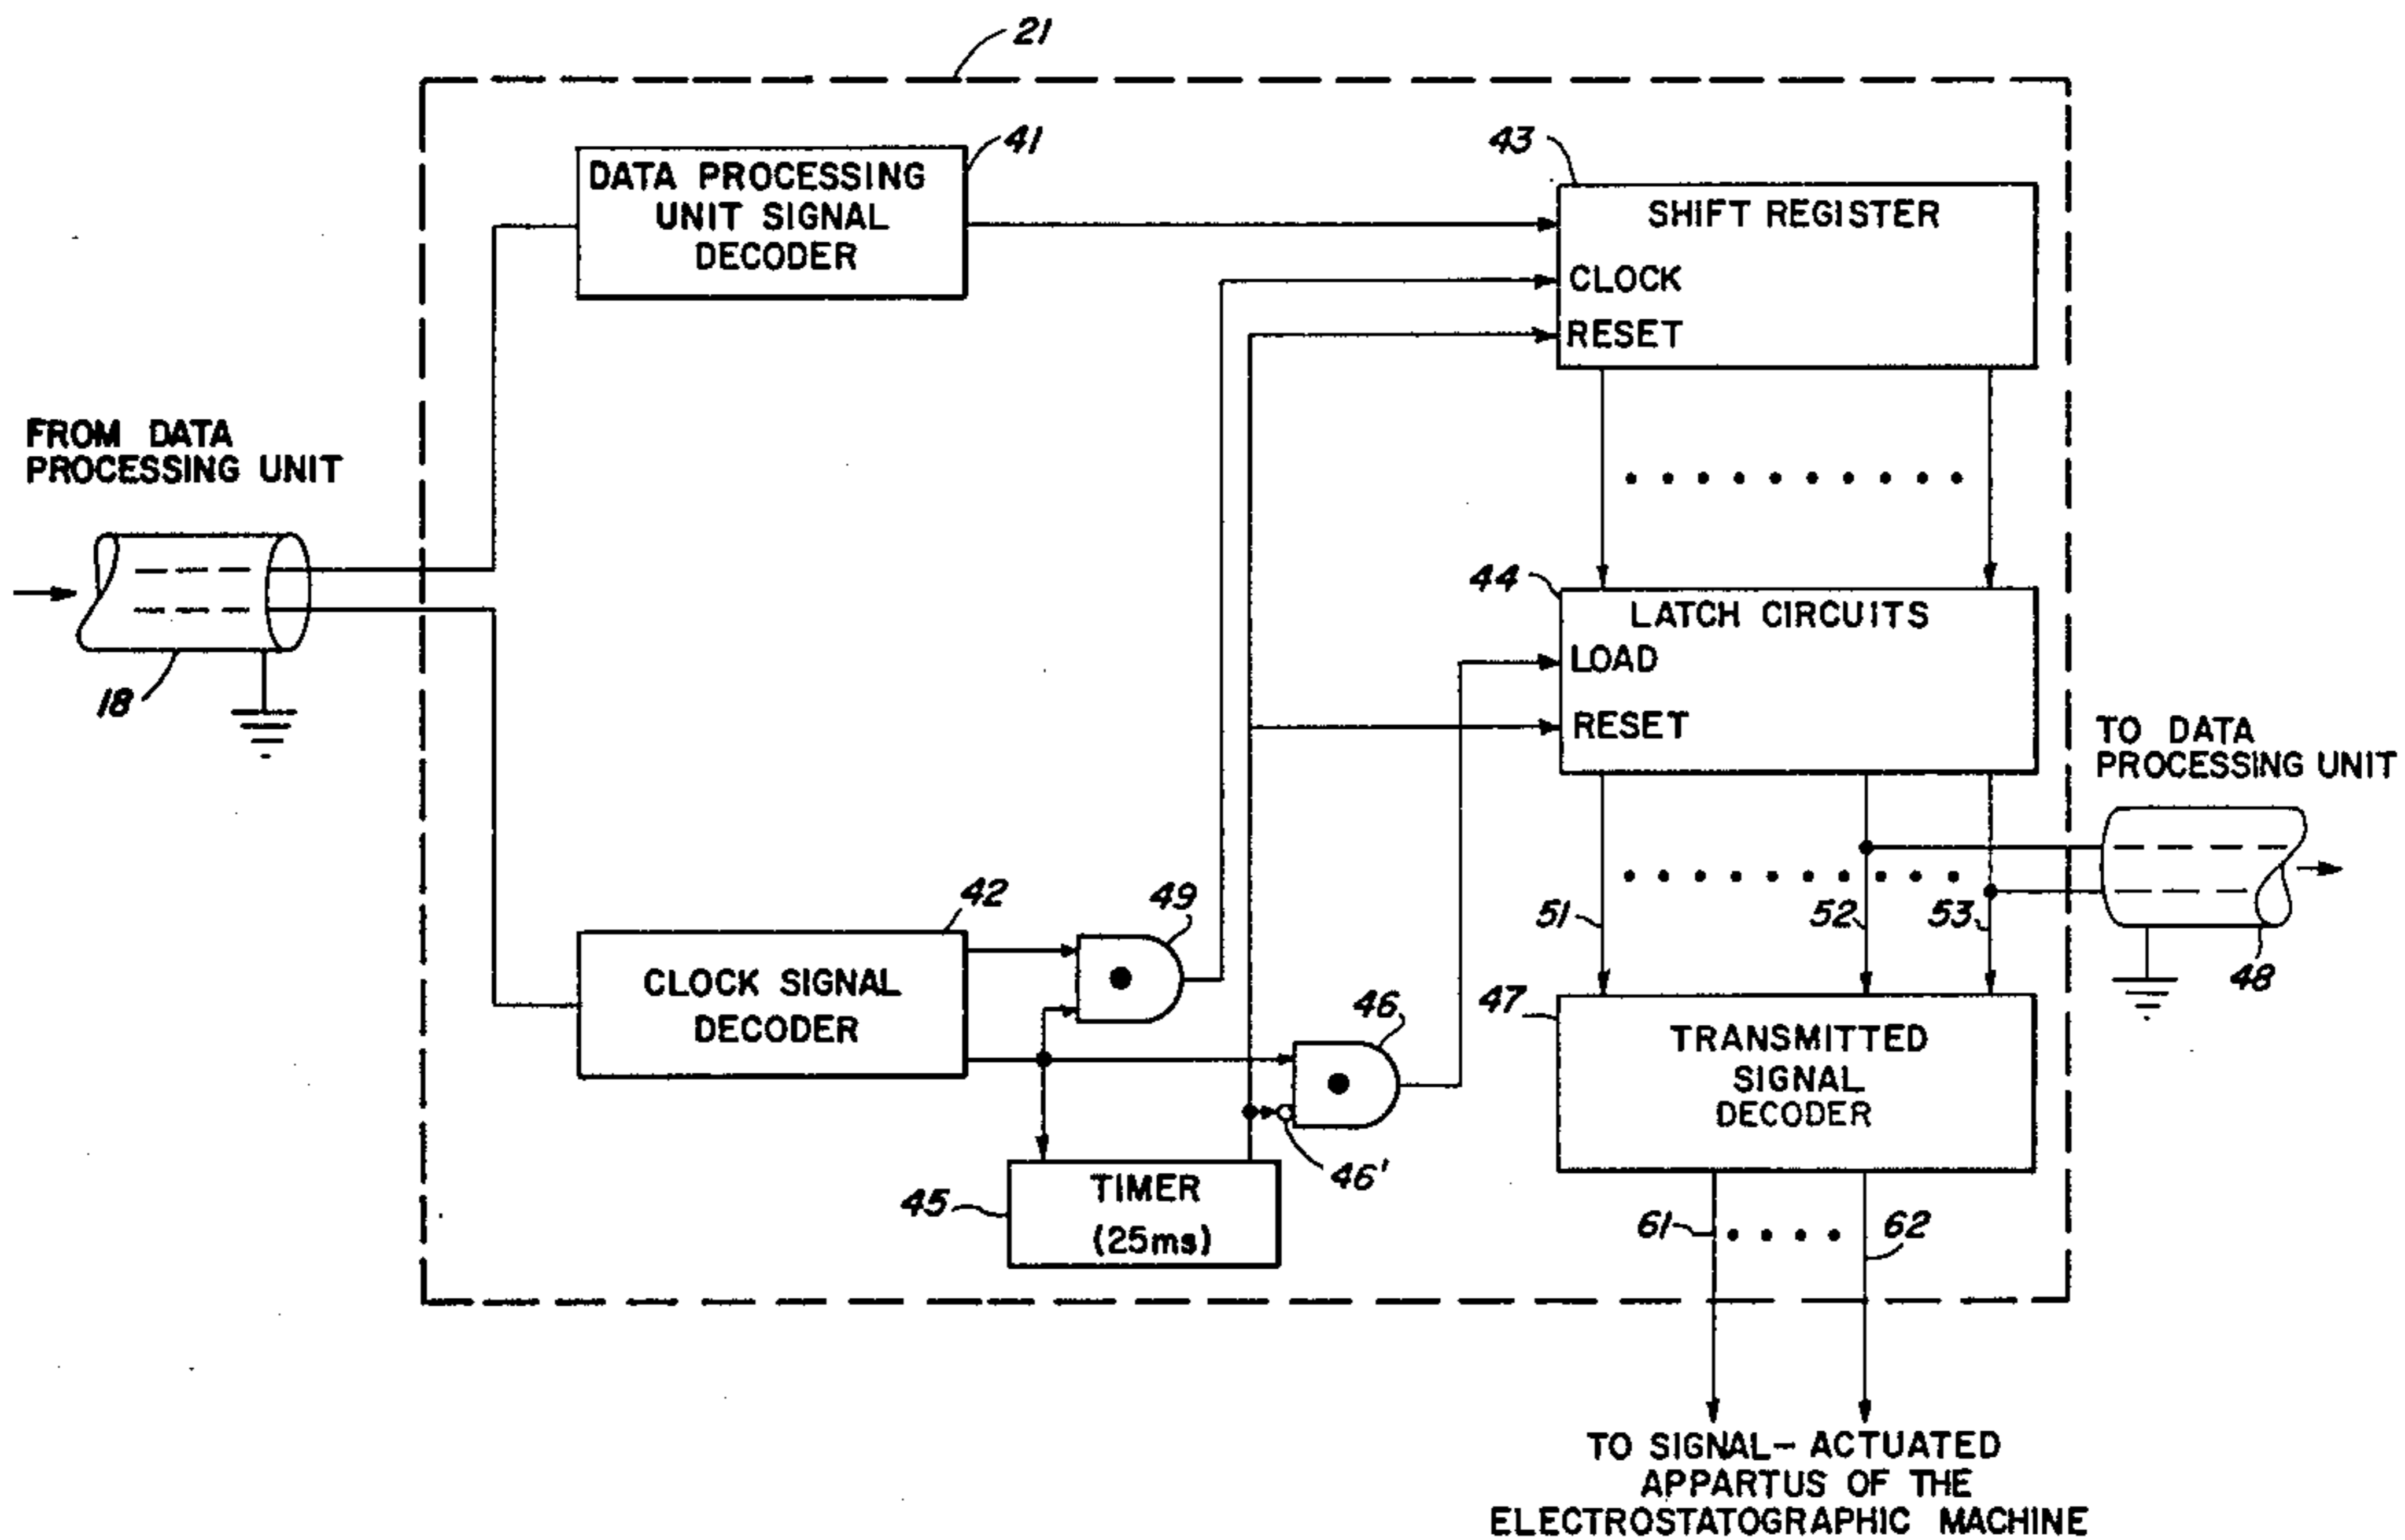 21
41
DATA PROCESSING
UNIT SIGNAL
DECODER
43
SHIFT REGISTER
CLOCK
RESET
FROM DATA
PROCESSING UNIT
18
44
LATCH CIRCUITS
LOAD
RESET
TO DATA
PROCESSING UNIT
48
51
52
53
42
CLOCK SIGNAL
DECODER
49
46
46'
45
TIMER
(25ms)
47
TRANSMITTED
SIGNAL
DECODER
61
62
TO SIGNAL-ACTUATED
APPARTUS OF THE
ELECTROSTATOGRAPHIC MACHINE